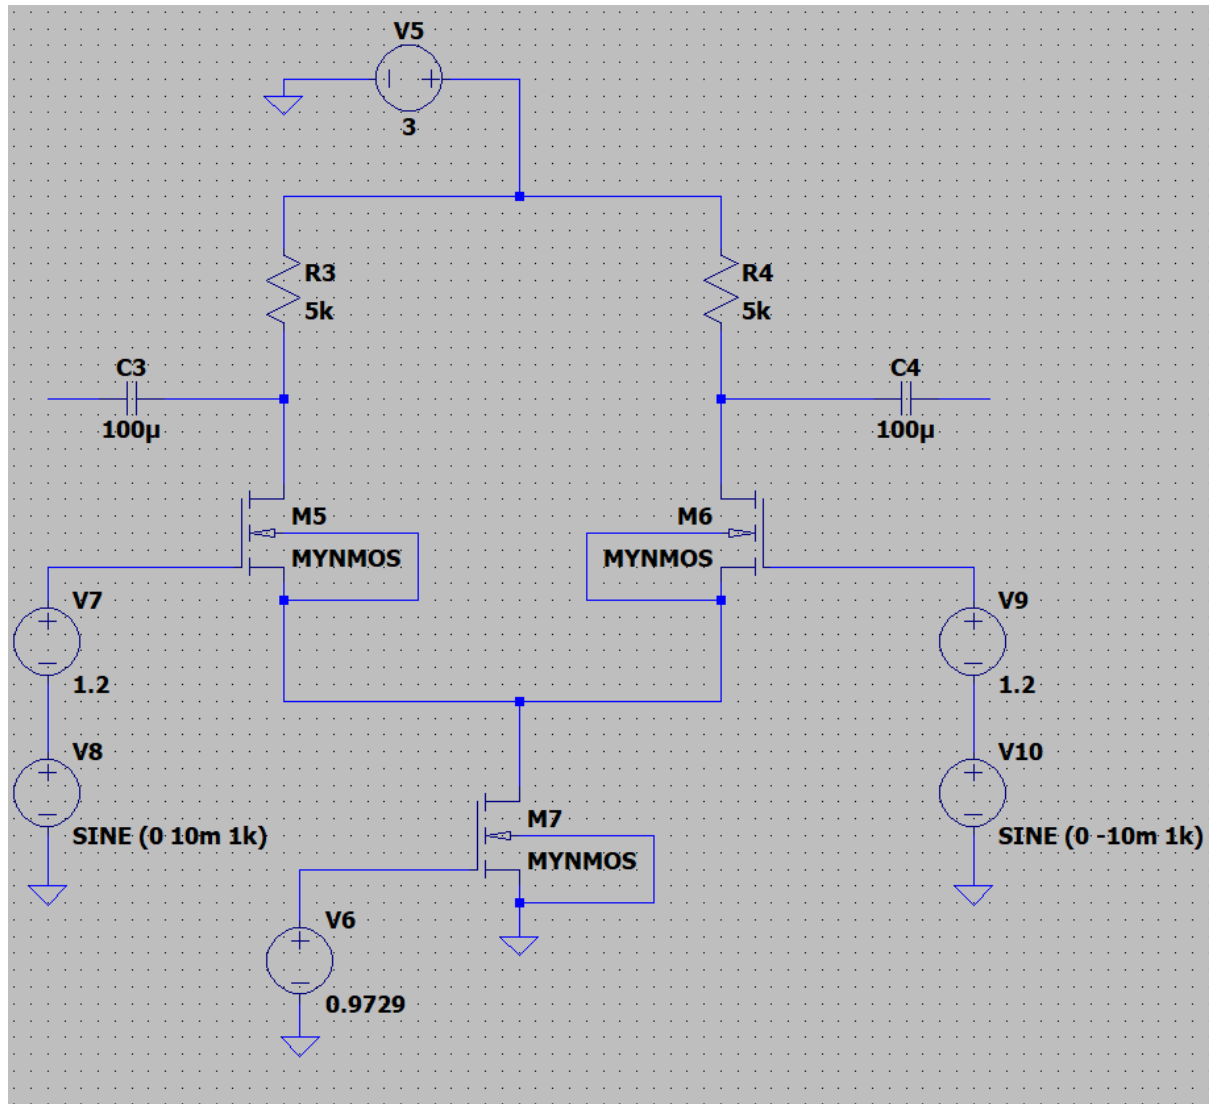 V5
3
R3
5k
R4
5k
C3
100µ
C4
100µ
M5
MYNMOS
M6
MYNMOS
V7
1.2
V9
1.2
V8
SINE (0 10m 1k)
V10
SINE (0 -10m 1k)
M7
MYNMOS
V6
0.9729